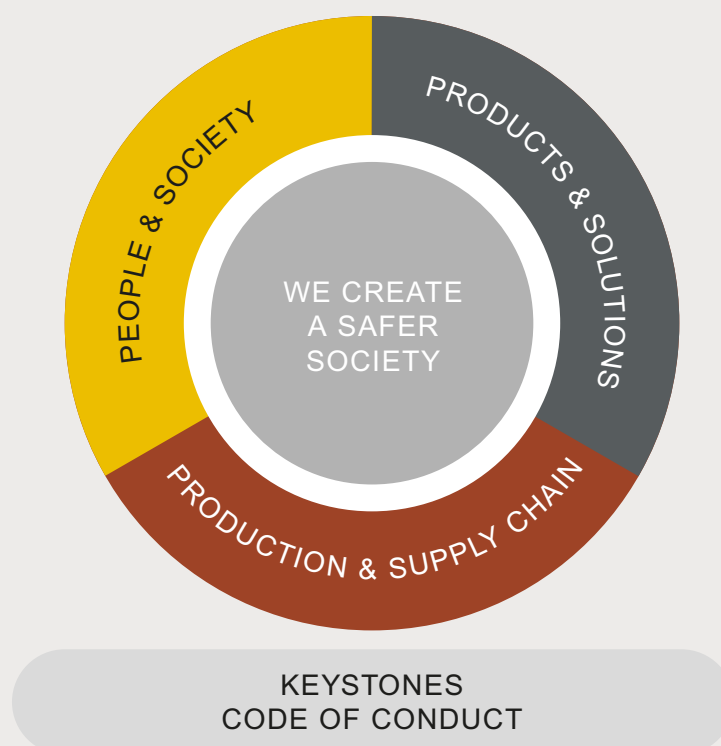 PEOPLE & SOCIETY
PRODUCTS & SOLUTIONS
WE CREATE
A SAFER
SOCIETY
PRODUCTION & SUPPLY CHAIN
KEYSTONES
CODE OF CONDUCT